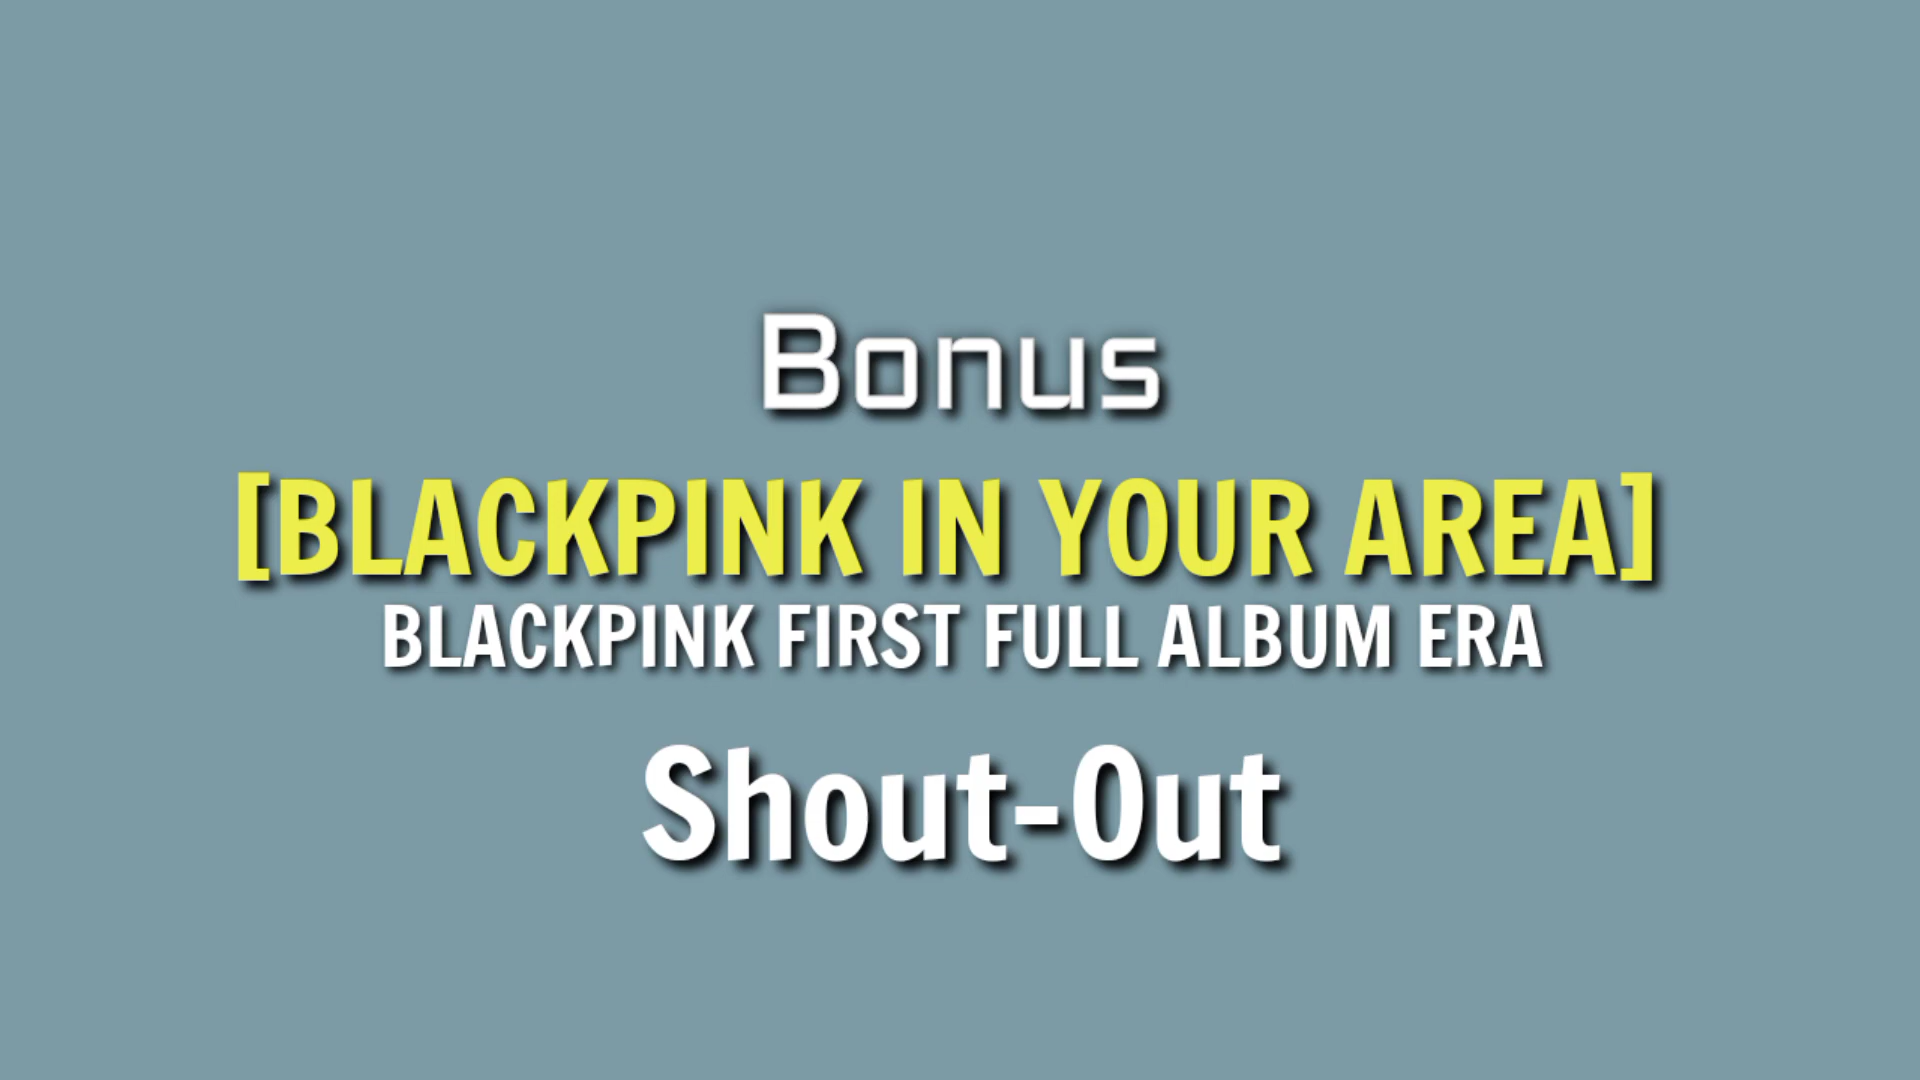 Bonus
[BLACKPINK IN YOUR AREA]
BLACKPINK FIRST FULL ALBUM ERA
Shout-Out